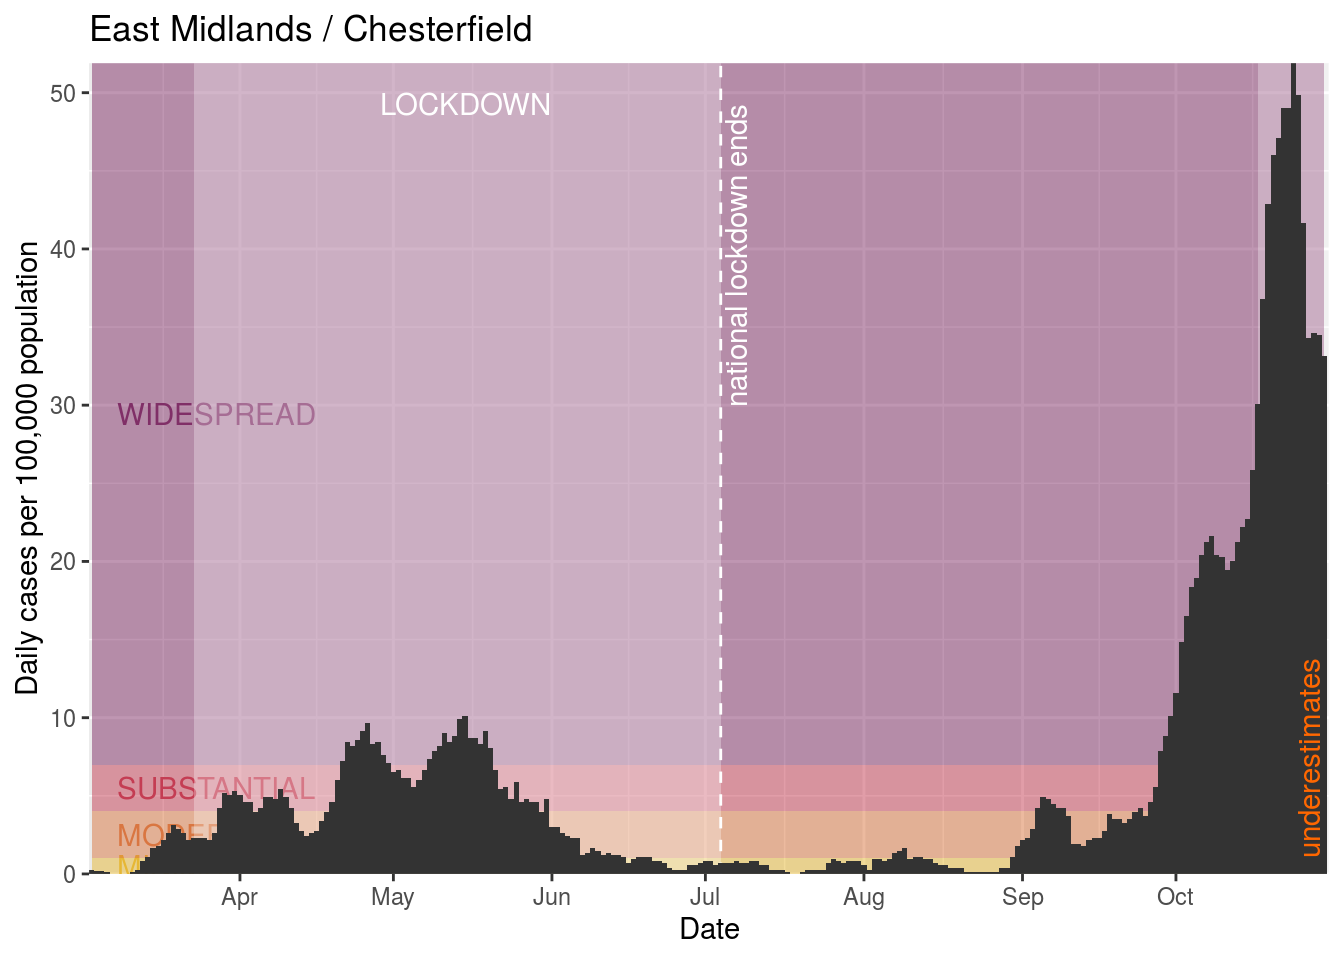 East Midlands / Chesterfield
Daily cases per 100,000 population
50
40
30
20
10
0
LOCKDOWN
national lockdown ends
WIDESPREAD
SUBSTANTIAL
underestimates
Apr
May
Jun
Jul
Aug
Sep
Oct
Date